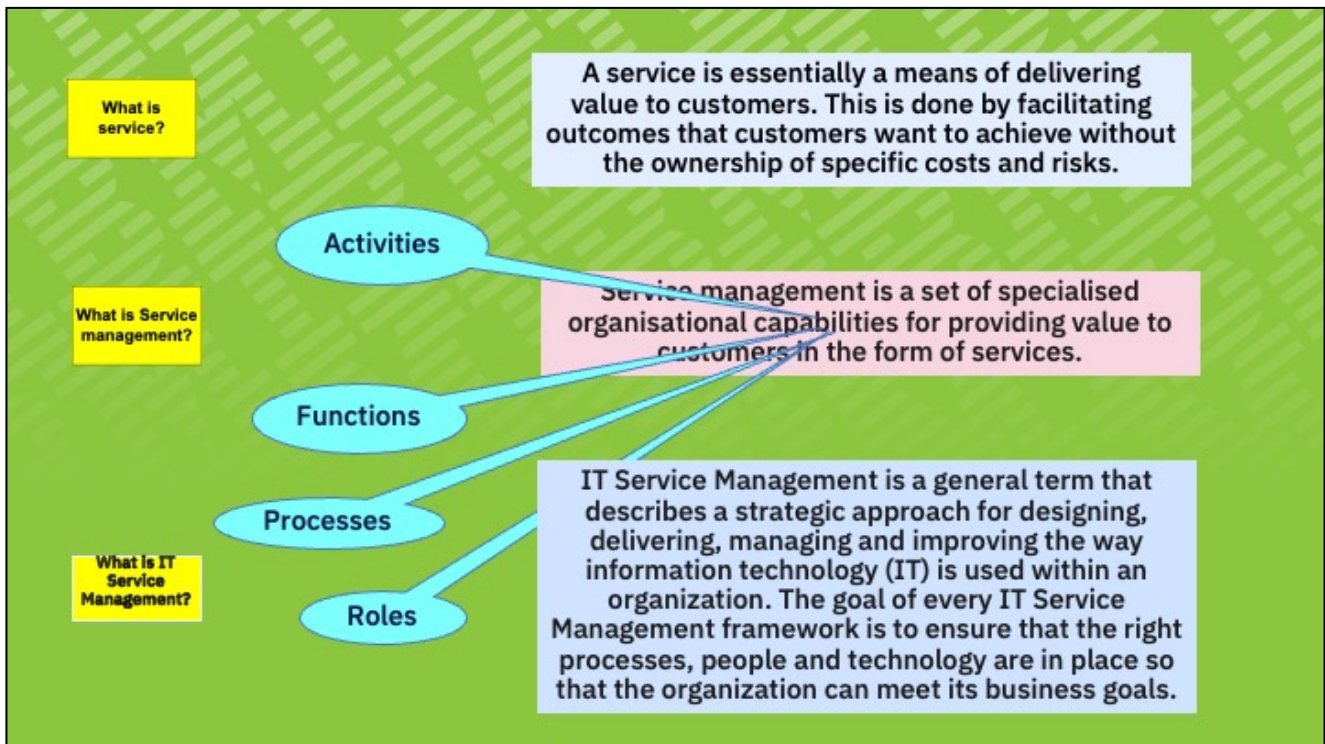 What is
service?
A service is essentially a means of delivering
value to customers. This is done by facilitating
outcomes that customers want to achieve without
the ownership of specific costs and risks.
Activities
What is Service
management?
Service management is a set of specialised
organisational capabilities for providing value to
customers in the form of services.
Functions
Processes
What is IT
Service
Management?
Roles
IT Service Management is a general term that
describes a strategic approach for designing,
delivering, managing and improving the way
information technology (IT) is used within an
organization. The goal of every IT Service
Management framework is to ensure that the right
processes, people and technology are in place so
that the organization can meet its business goals.